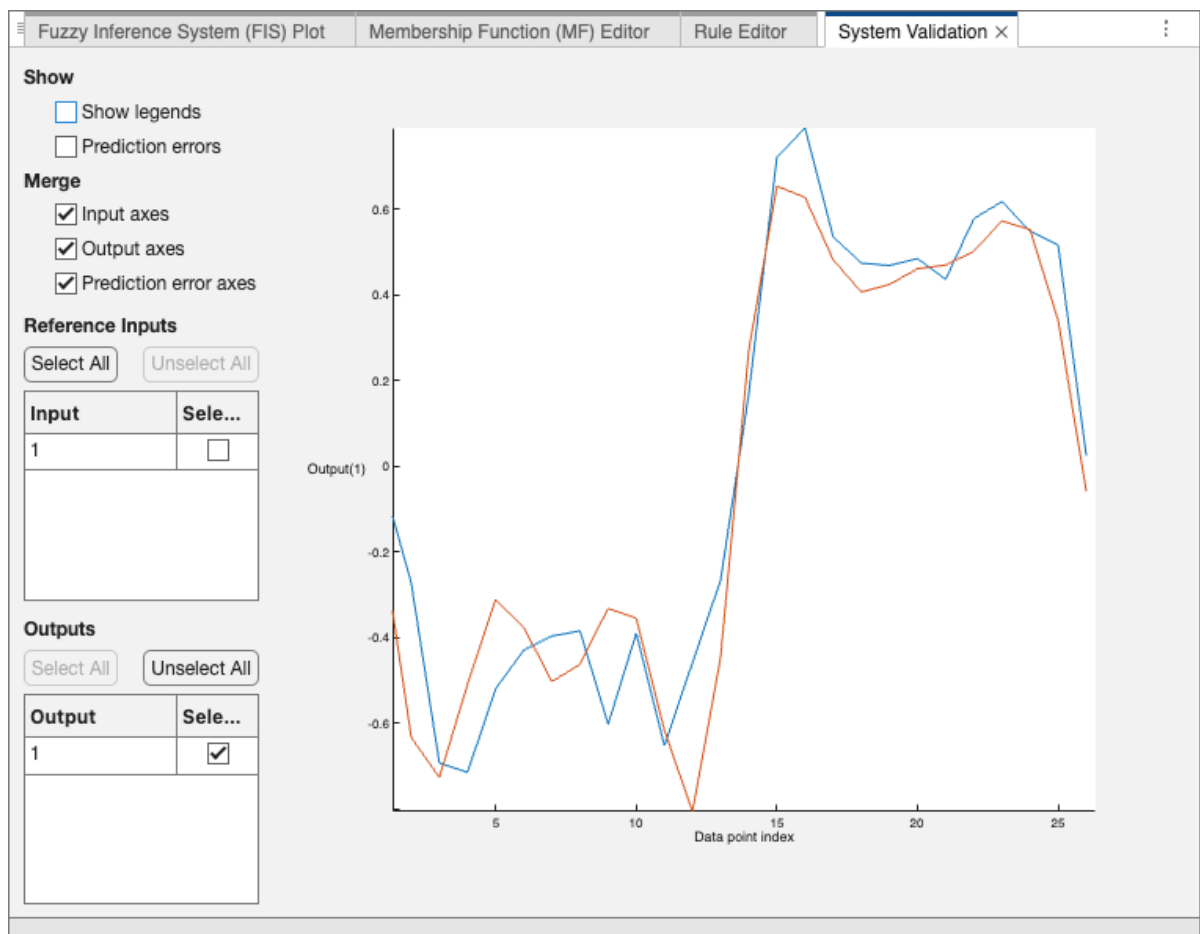 Fuzzy Inference System (FIS) Plot
Membership Function (MF) Editor
Rule Editor
System Validation ×
Show
Show legends
Prediction errors
Merge
Input axes
Output axes
Prediction error axes
Reference Inputs
Select All
Unselect All
Input
Sele...
1
Outputs
Select All
Unselect All
Output
Sele...
1
Output(1)
0.6
0.4
0.2
0
-0.2
-0.4
-0.6
5
10
15
20
25
Data point index